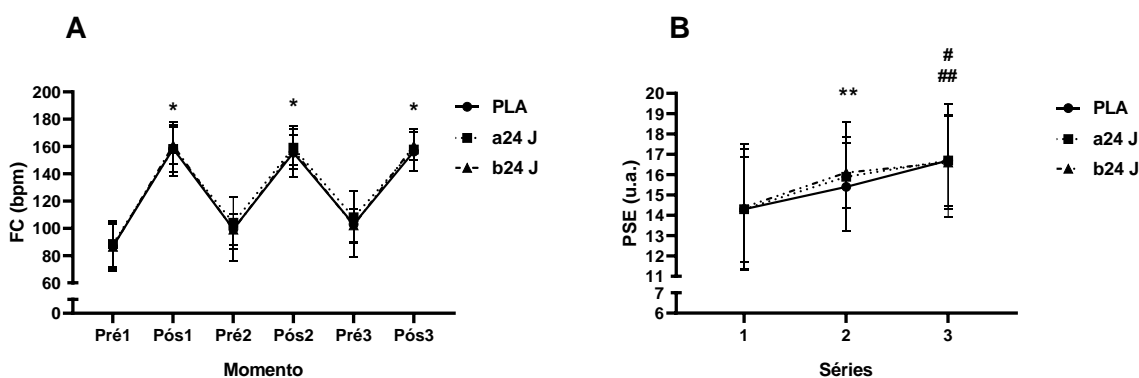 A
FC (bpm)
200
180
160
140
120
100
80
60
0
*
*
*
Pré1 Pós1 Pré2 Pós2 Pré3 Pós3
Momento
PLA
a24 J
b24 J
B
PSE (u.a.)
20
19
18
17
16
15
14
13
12
11
7
6
**
#
##
1 2 3
Séries
PLA
a24 J
b24 J